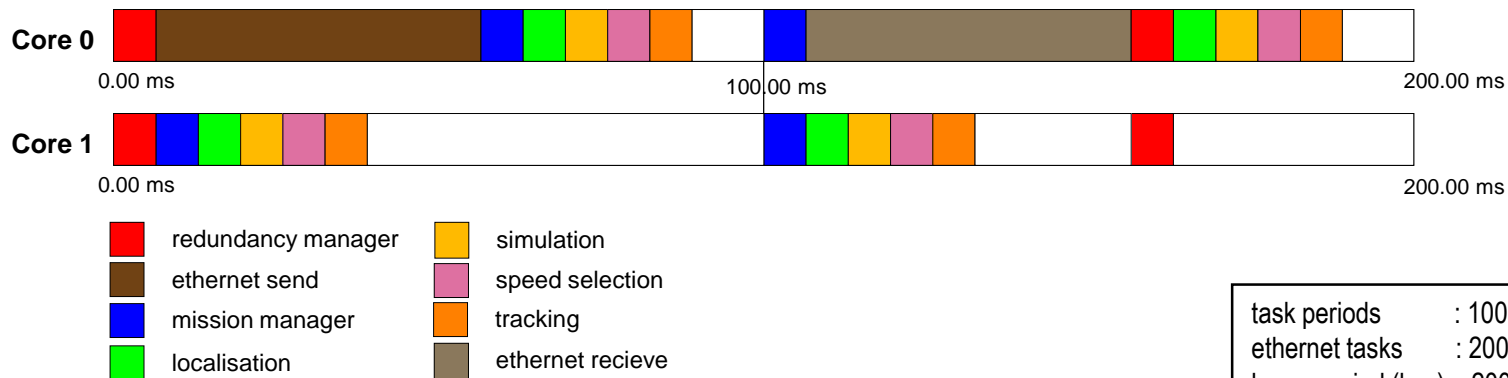 Core 0
0.00 ms
100.00 ms
200.00 ms
Core 1
0.00 ms
200.00 ms
redundancy manager
ethernet send
mission manager
localisation
simulation
speed selection
tracking
ethernet recieve
task periods : 100
ethernet tasks : 200